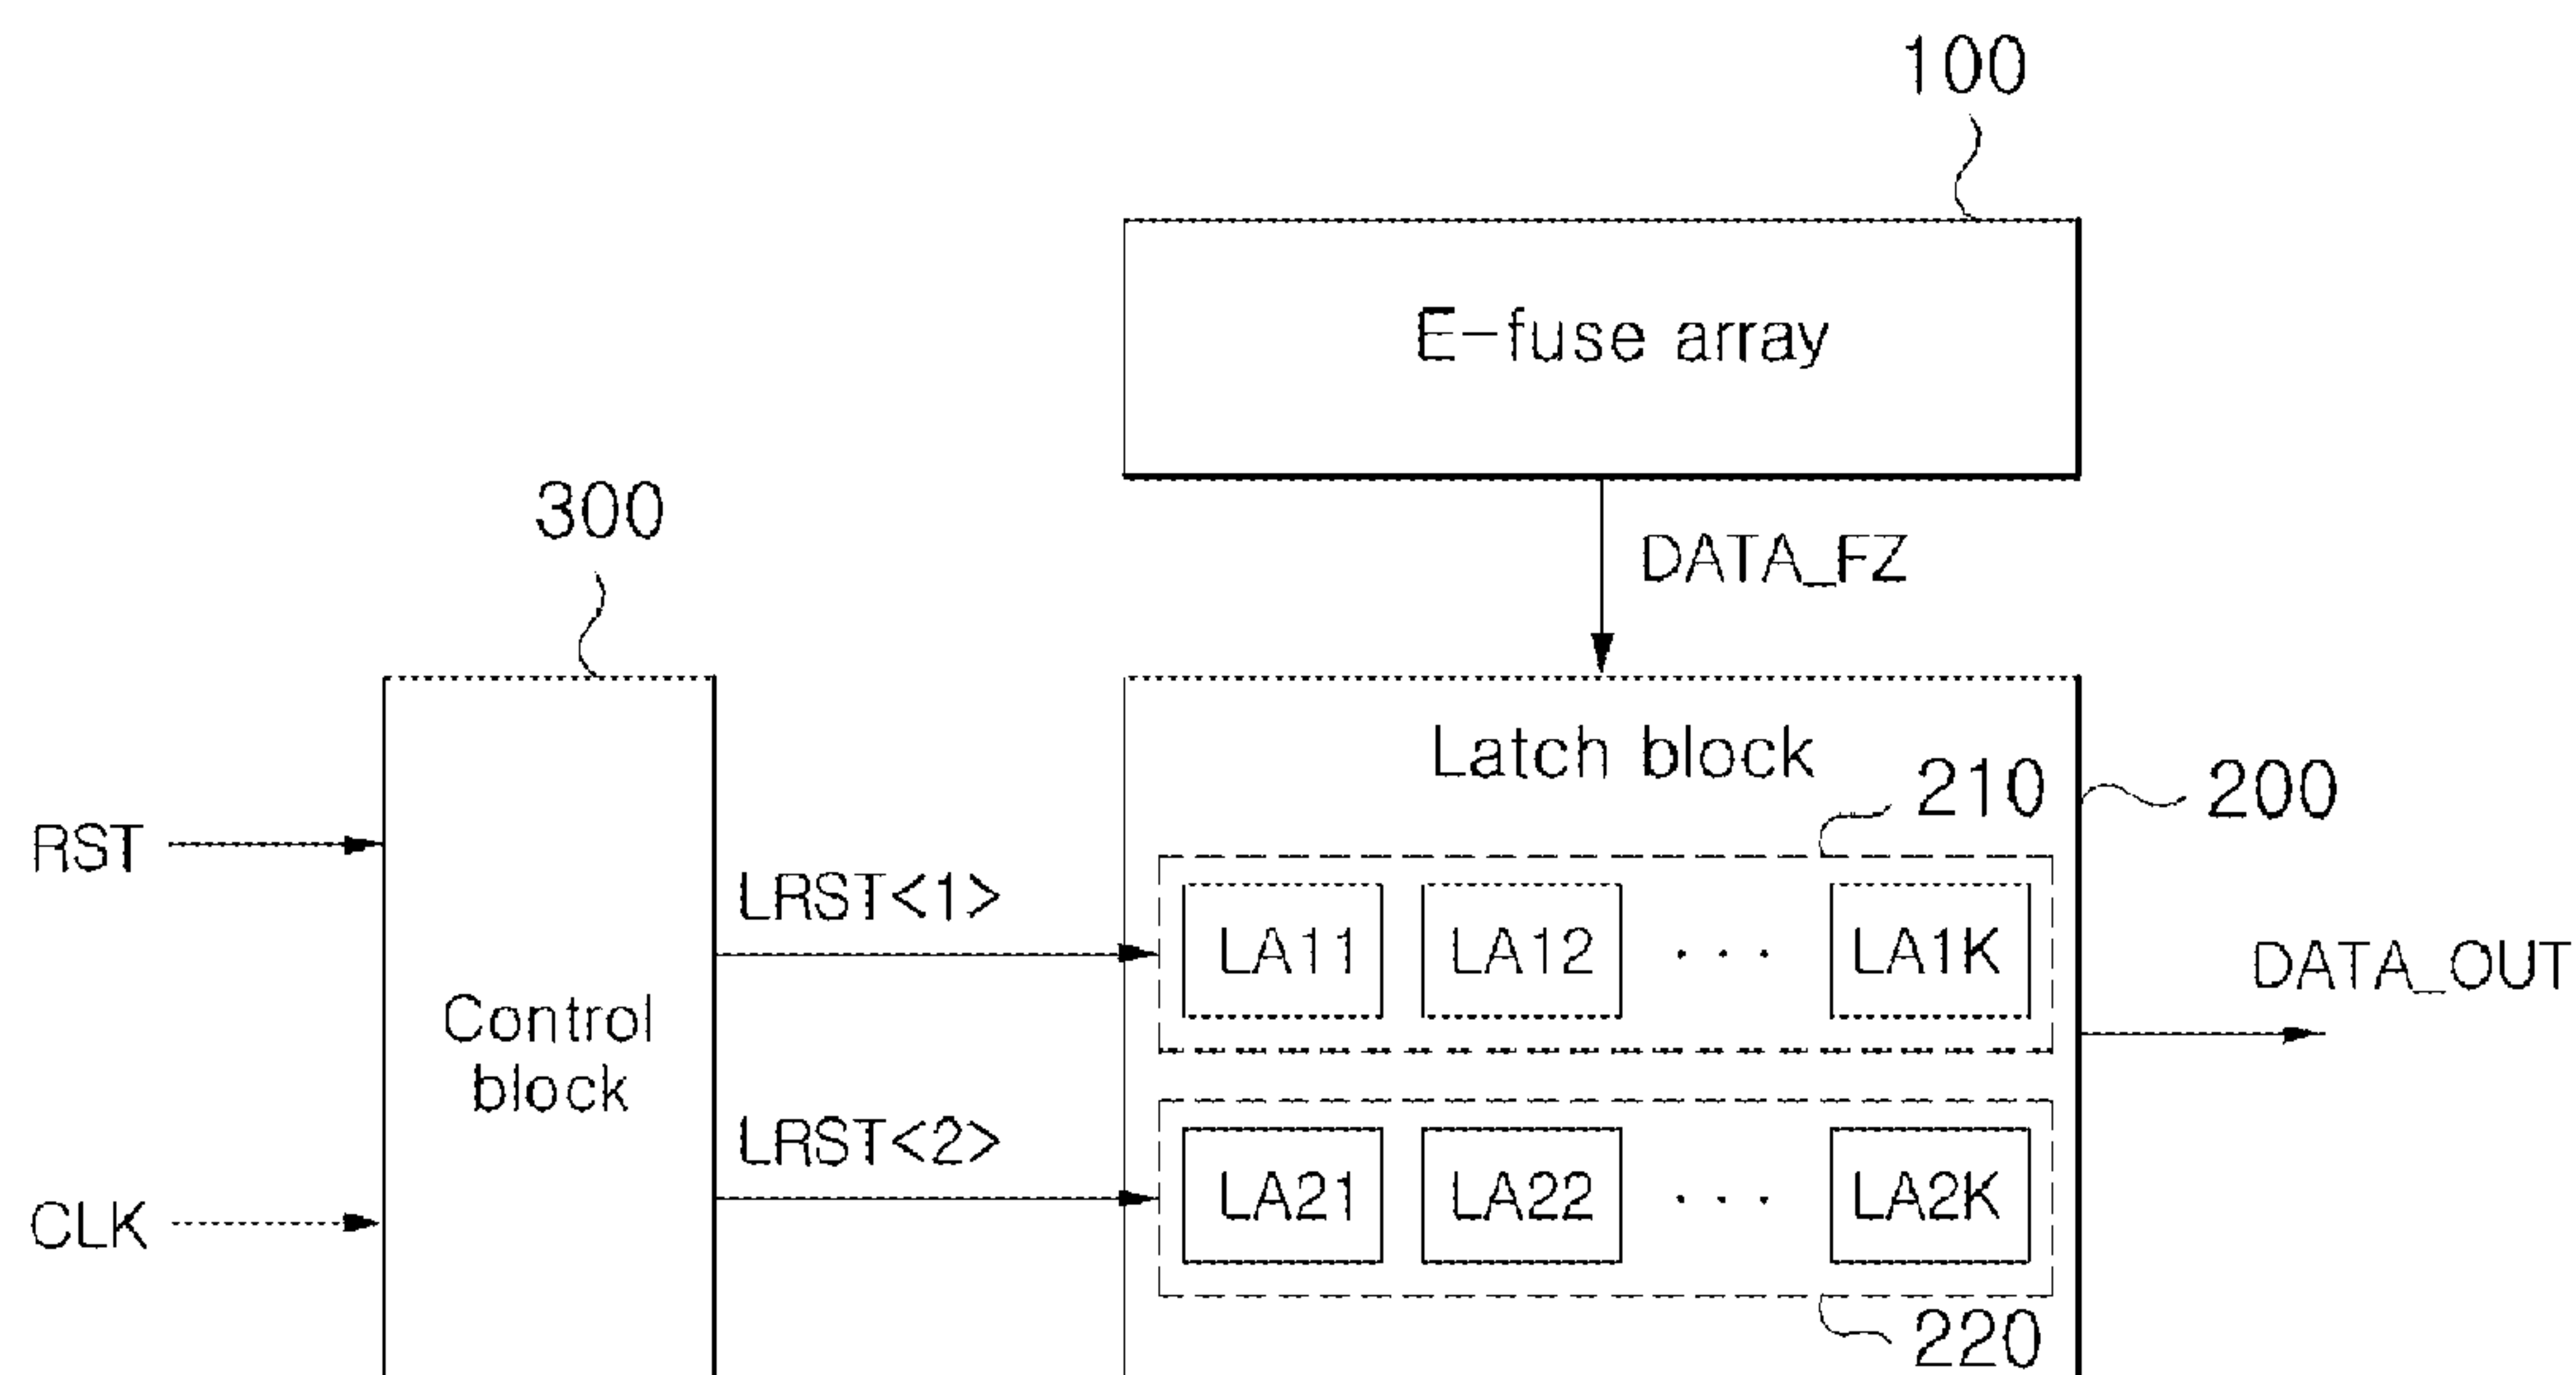 100
E-fuse array
300
DATA_FZ
Latch block
210
200
RST
LRST<1>
LA11
LA12
. . .
LA1K
DATA_OUT
Control
block
LRST<2>
LA21
LA22
. . .
LA2K
CLK
220